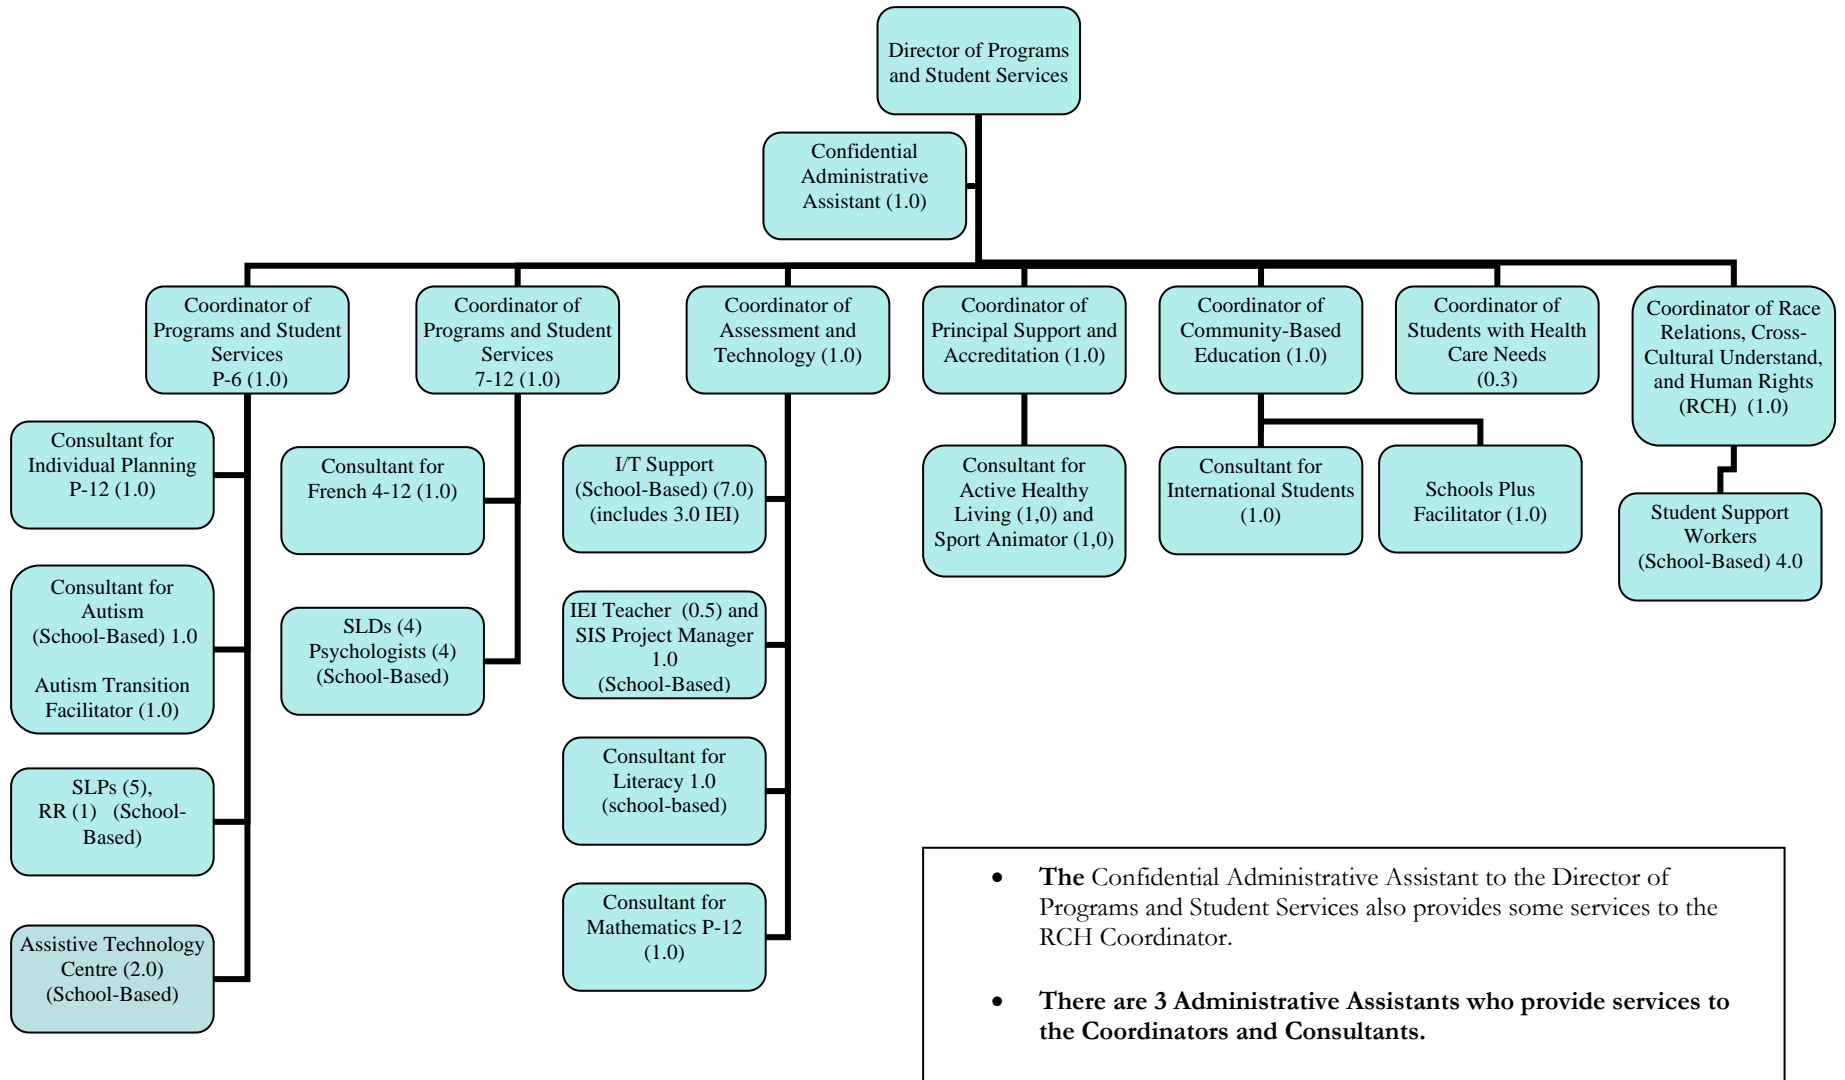 Director of Programs
and Student Services
Confidential
Administrative
Assistant (1.0)
Coordinator of
Programs and Student
Services
P-6 (1.0)
Coordinator of
Programs and Student
Services
7-12 (1.0)
Coordinator of
Assessment and
Technology (1.0)
Coordinator of
Principal Support and
Accreditation (1.0)
Coordinator of
Community-Based
Education (1.0)
Coordinator of
Students with Health
Care Needs
(0.3)
Coordinator of Race
Relations, Cross-
Cultural Understand,
and Human Rights
(RCH) (1.0)
Consultant for
Individual Planning
P-12 (1.0)
Consultant for
Autism
(School-Based) 1.0
Autism Transition
Facilitator (1.0)
SLPs (5),
RR (1) (School-
Based)
Assistive Technology
Centre (2.0)
(School-Based)
Consultant for
French 4-12 (1.0)
SLDs (4)
Psychologists (4)
(School-Based)
I/T Support
(School-Based) (7.0)
(includes 3.0 IEI)
IEI Teacher (0.5) and
SIS Project Manager
1.0
(School-Based)
Consultant for
Literacy 1.0
(school-based)
Consultant for
Mathematics P-12
(1.0)
Consultant for
Active Healthy
Living (1,0) and
Sport Animator (1,0)
Consultant for
International Students
(1.0)
Schools Plus
Facilitator (1.0)
Student Support
Workers
(School-Based) 4.0
• The Confidential Administrative Assistant to the Director of
Programs and Student Services also provides some services to the
RCH Coordinator.
• There are 3 Administrative Assistants who provide services to
the Coordinators and Consultants.